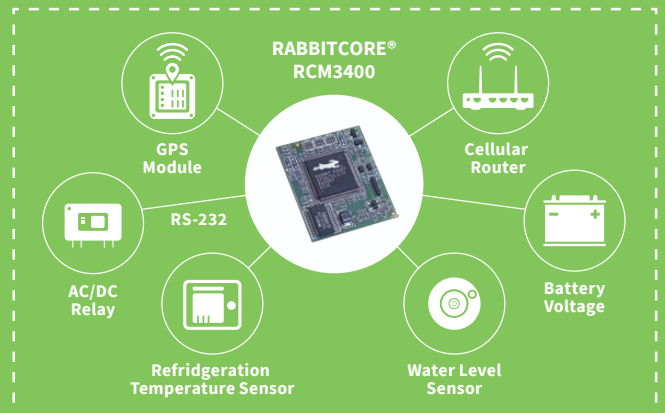 RABBITCORE®
RCM3400
GPS
Module
Cellular
Router
RS-232
AC/DC
Relay
Battery
Voltage
Refridgeration
Temperature Sensor
Water Level
Sensor